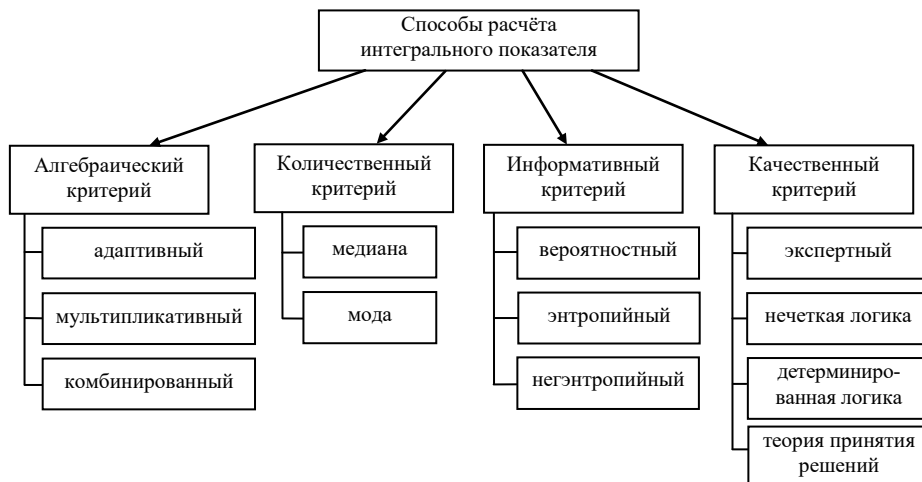 Способы расчёта
интегрального показателя
Алгебраический
критерий
адаптивный
мультипликативный
комбинированный
Количественный
критерий
медиана
мода
Информативный
критерий
вероятностный
энтропийный
негэнтропийный
Качественный
критерий
экспертный
нечеткая логика
детерминиро-
ванная логика
теория принятия
решений